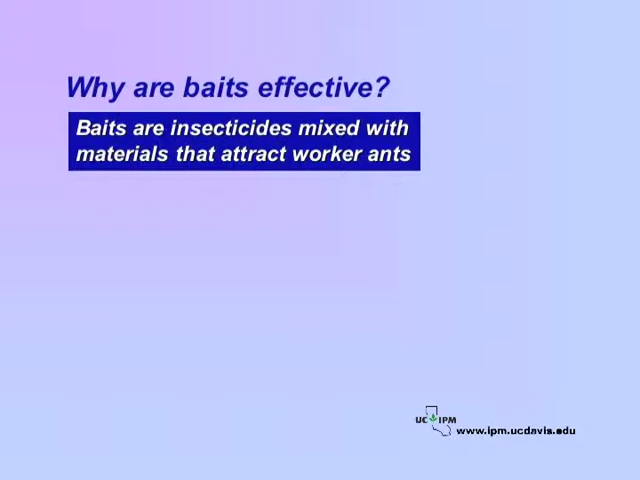 Why are baits effective?
Baits are insecticides mixed with
materials that attract worker ants
UC IPM
www.ipm.ucdavis.edu